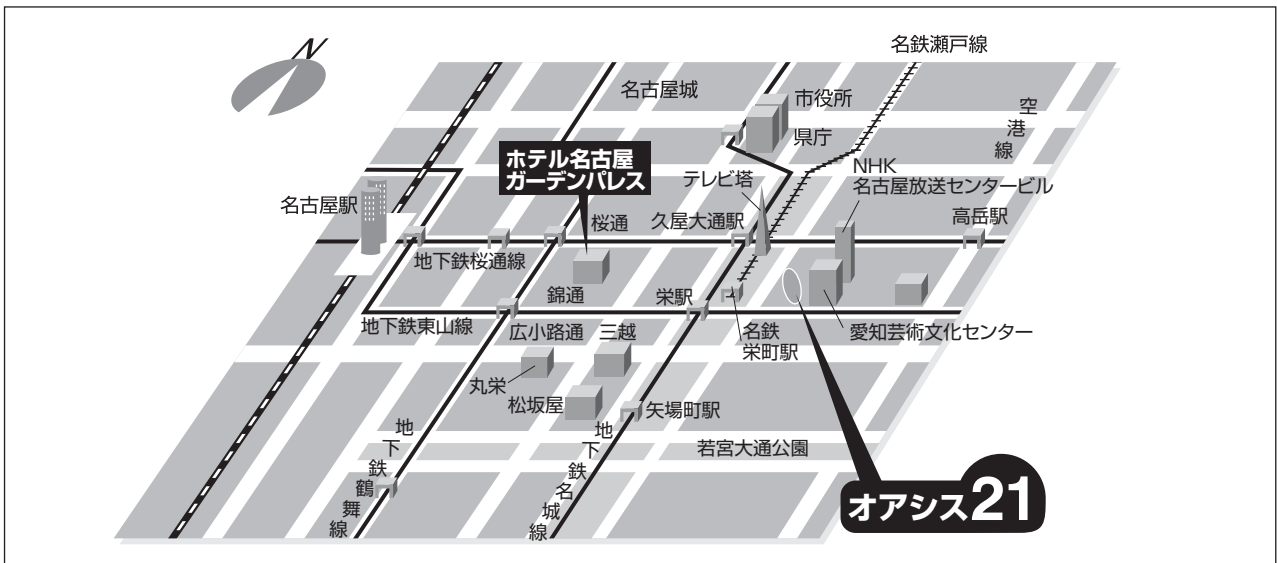 N
名鉄瀬戸線
名古屋城
市役所
県庁
空港線
ホテル名古屋
ガーデンパレス
テレビ塔
NHK
名古屋放送センタービル
名古屋駅
桜通
久屋大通駅
高岳駅
地下鉄桜通線
錦通
栄駅
地下鉄東山線
広小路通
三越
名鉄
栄町駅
愛知芸術文化センター
丸栄
松坂屋
矢場町駅
地下鉄鶴舞線
地下鉄名城線
若宮大通公園
オアシス21